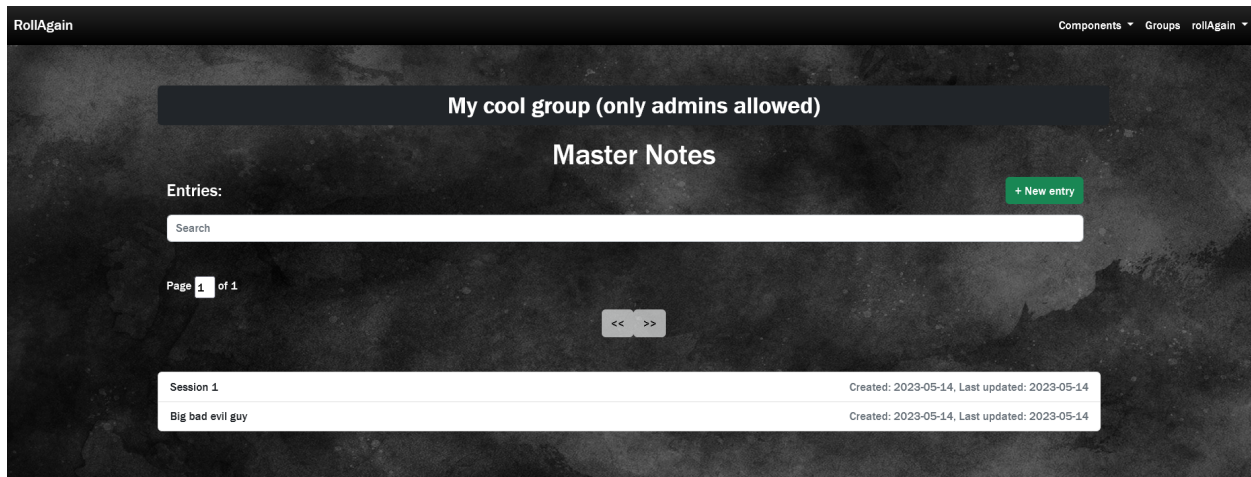 RollAgain Components Groups rollAgain
My cool group (only admins allowed)
Master Notes
Entries: + New entry
Search
Page 1 of 1
<< >>
Session 1 Created: 2023-05-14, Last updated: 2023-05-14
Big bad evil guy Created: 2023-05-14, Last updated: 2023-05-14